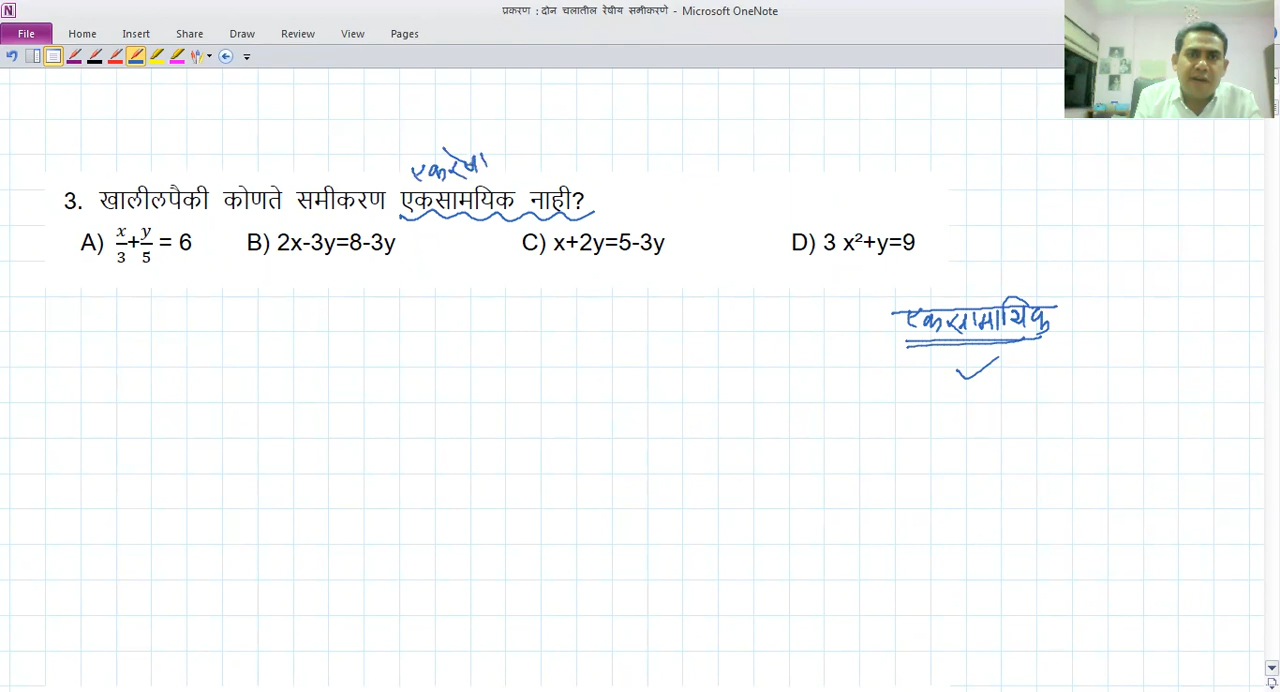 प्रकरण : दोन चलातील रेषीय समीकरणे - Microsoft OneNote
File Home Insert Share Draw Review View Pages
3. खालीलपैकी कोणते समीकरण एकसामयिक नाही?
A) x/3+y/5 = 6 B) 2x-3y=8-3y C) x+2y=5-3y D) 3 x²+y=9
एकसामायिक